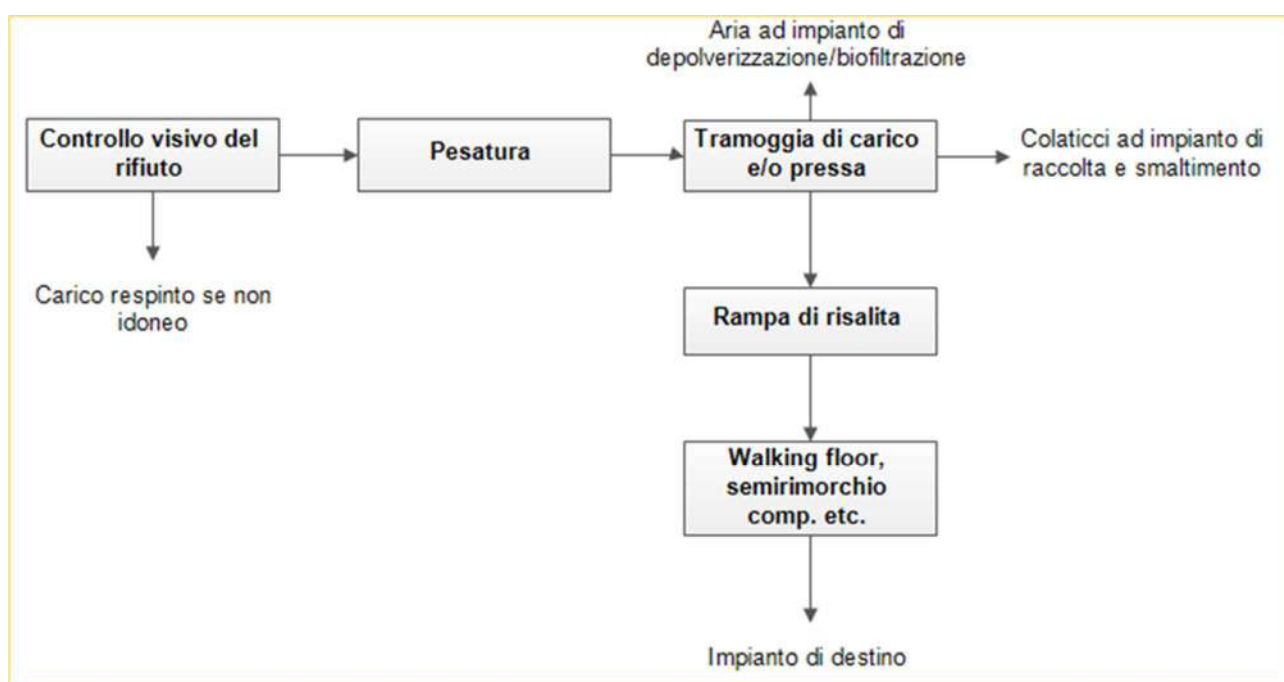 Aria ad impianto di
depolverizzazione/biofiltrazione
Controllo visivo del
rifiuto
Pesatura
Tramoggia di carico
e/o pressa
Colaticci ad impianto di
raccolta e smaltimento
Carico respinto se non
idoneo
Rampa di risalita
Walking floor,
semirimorchio
comp. etc.
Impianto di destino